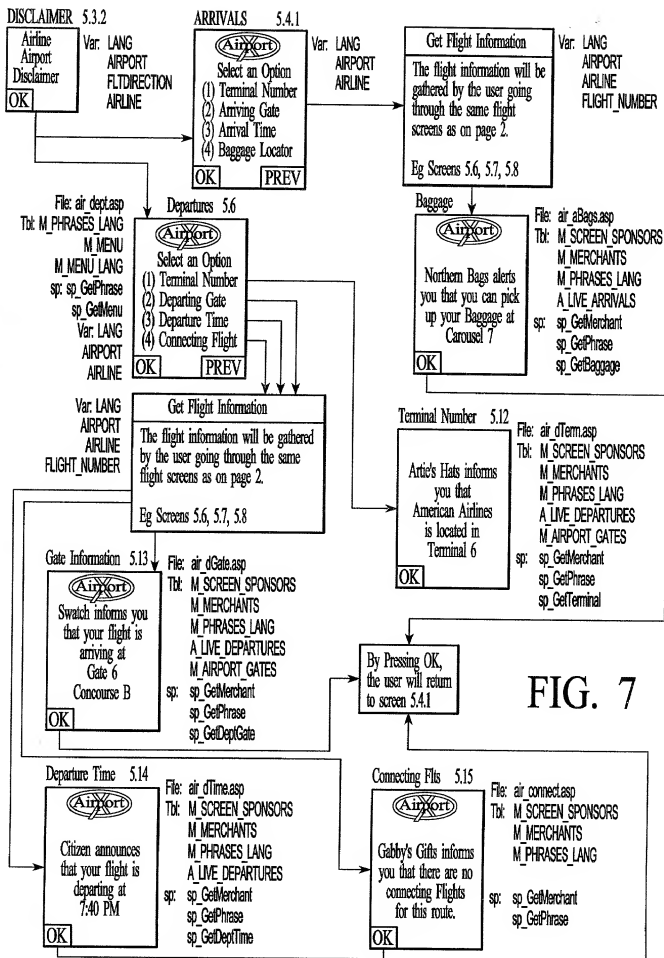 DISCLAIMER 5.3.2
Airline
Airport
Disclaimer
OK
Var: LANG
AIRPORT
FLTDIRECTION
AIRLINE
ARRIVALS 5.4.1
Airport
Select an Option
(1) Terminal Number
(2) Arriving Gate
(3) Arrival Time
(4) Baggage Locator
OK PREV
Var: LANG
AIRPORT
AIRLINE
Get Flight Information
The flight information will be
gathered by the user going
through the same flight
screens as on page 2.
Eg Screens 5.6, 5.7, 5.8
Var: LANG
AIRPORT
AIRLINE
FLIGHT_NUMBER
File: air_dept.asp
Tbl: M_PHRASES_LANG
M_MENU
M_MENU_LANG
sp: sp_GetPhrase
sp_GetMenu
Var: LANG
AIRPORT
AIRLINE
Departures 5.6
Airport
Select an Option
(1) Terminal Number
(2) Departing Gate
(3) Departure Time
(4) Connecting Flight
OK PREV
Baggage
Airport
Northern Bags alerts
you that you can pick
up your Baggage at
Carousel 7
OK
File: air_aBags.asp
Tbl: M_SCREEN_SPONSORS
M_MERCHANTS
M_PHRASES_LANG
A_LIVE_ARRIVALS
sp: sp_GetMerchant
sp_GetPhrase
sp_GetBaggage
Var: LANG
AIRPORT
AIRLINE
FLIGHT_NUMBER
Get Flight Information
The flight information will be gathered
by the user going through the same
flight screens as on page 2.
Eg Screens 5.6, 5.7, 5.8
Terminal Number 5.12
Artie's Hats informs
you that
American Airlines
is located in
Terminal 6
OK
File: air_dTerm.asp
Tbl: M_SCREEN_SPONSORS
M_MERCHANTS
M_PHRASES_LANG
A_LIVE_DEPARTURES
M_AIRPORT_GATES
sp: sp_GetMerchant
sp_GetPhrase
sp_GetTerminal
Gate Information 5.13
Airport
Swatch informs you
that your flight is
arriving at
Gate 6
Concourse B
OK
File: air_dGate.asp
Tbl: M_SCREEN_SPONSORS
M_MERCHANTS
M_PHRASES_LANG
A_LIVE_DEPARTURES
M_AIRPORT_GATES
sp: sp_GetMerchant
sp_GetPhrase
sp_GetDeptGate
By Pressing OK,
the user will return
to screen 5.4.1
FIG. 7
Departure Time 5.14
Airport
Citizen announces
that your flight is
departing at
7:40 PM
OK
File: air_dTime.asp
Tbl: M_SCREEN_SPONSORS
M_MERCHANTS
M_PHRASES_LANG
A_LIVE_DEPARTURES
sp: sp_GetMerchant
sp_GetPhrase
sp_GetDeptTime
Connecting Flts 5.15
Airport
Gabby's Gifts informs
you that there are no
connecting Flights
for this route.
OK
File: air_connect.asp
Tbl: M_SCREEN_SPONSORS
M_MERCHANTS
M_PHRASES_LANG
sp: sp_GetMerchant
sp_GetPhrase